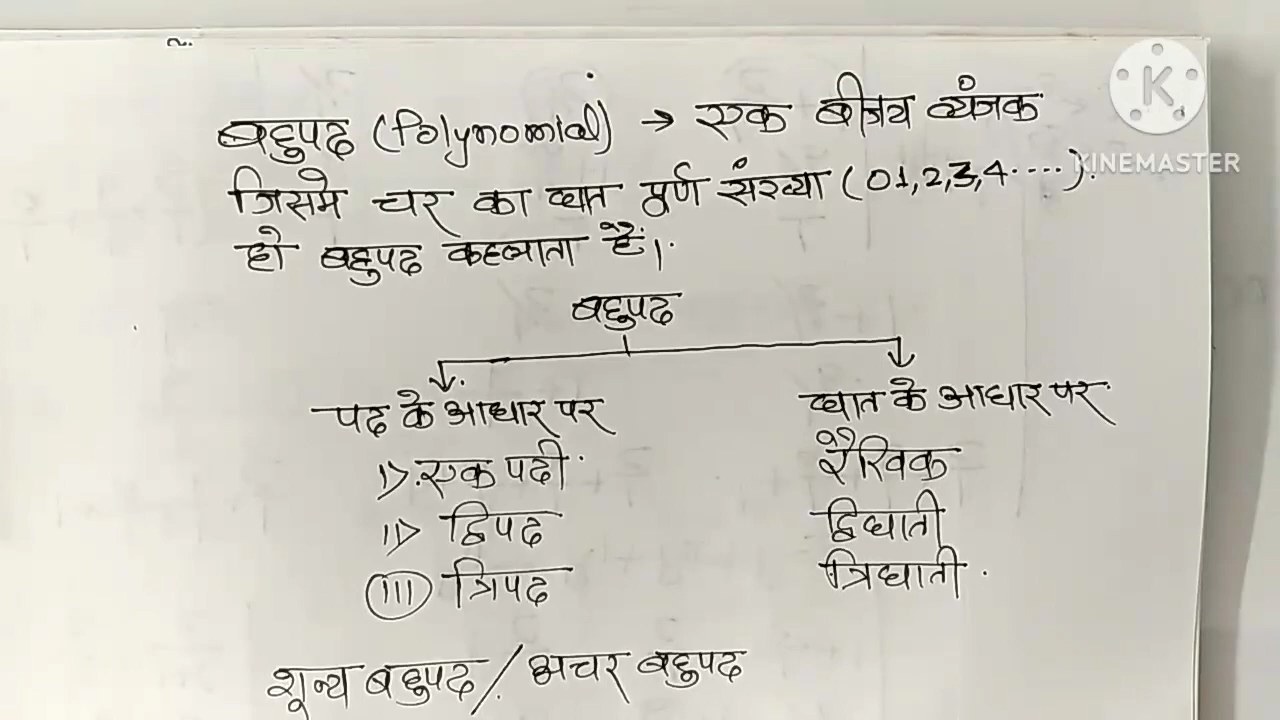 बहुपद (Polynomial) → एक बीजीय व्यंजक
जिसमे चर का घात पूर्ण संख्या (0 1, 2, 3, 4 ....).
हो बहुपद कहलाता हैं।
बहुपद
पद के आधार पर
I> एक पदी
II> द्विपद
III त्रिपद
घात के आधार पर
रैखिक
द्विघाती
त्रिघाती.
शून्य बहुपद / अचर बहुपद
K
KINEMASTER